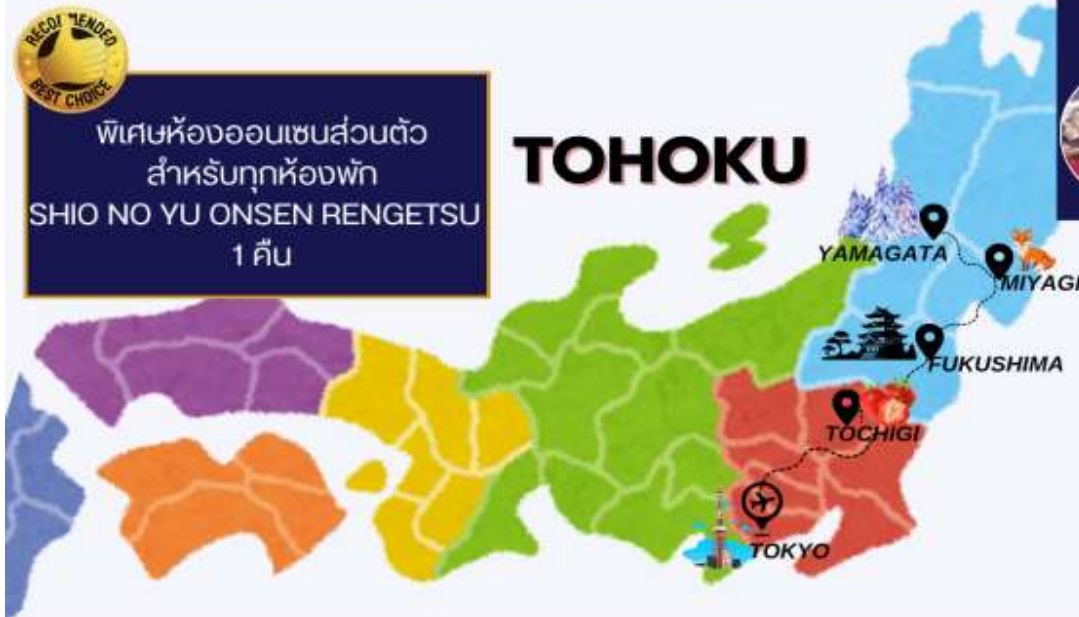 RECOMMENDED
BEST CHOICE
พิเศษห้องออนเซนส่วนตัว
สำหรับทุกห้องพัก
SHIO NO YU ONSEN RENGETSU
1 คืน
TOHOKU
YAMAGATA
MIYAGI
FUKUSHIMA
TOCHIGI
TOKYO